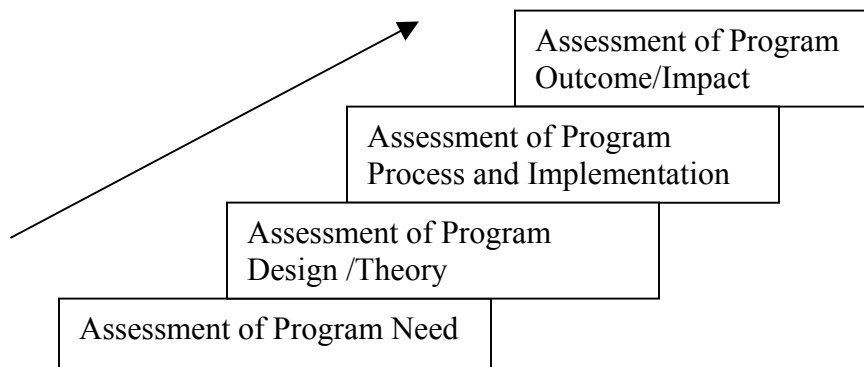 Assessment of Program
Outcome/Impact
Assessment of Program
Process and Implementation
Assessment of Program
Design /Theory
Assessment of Program Need